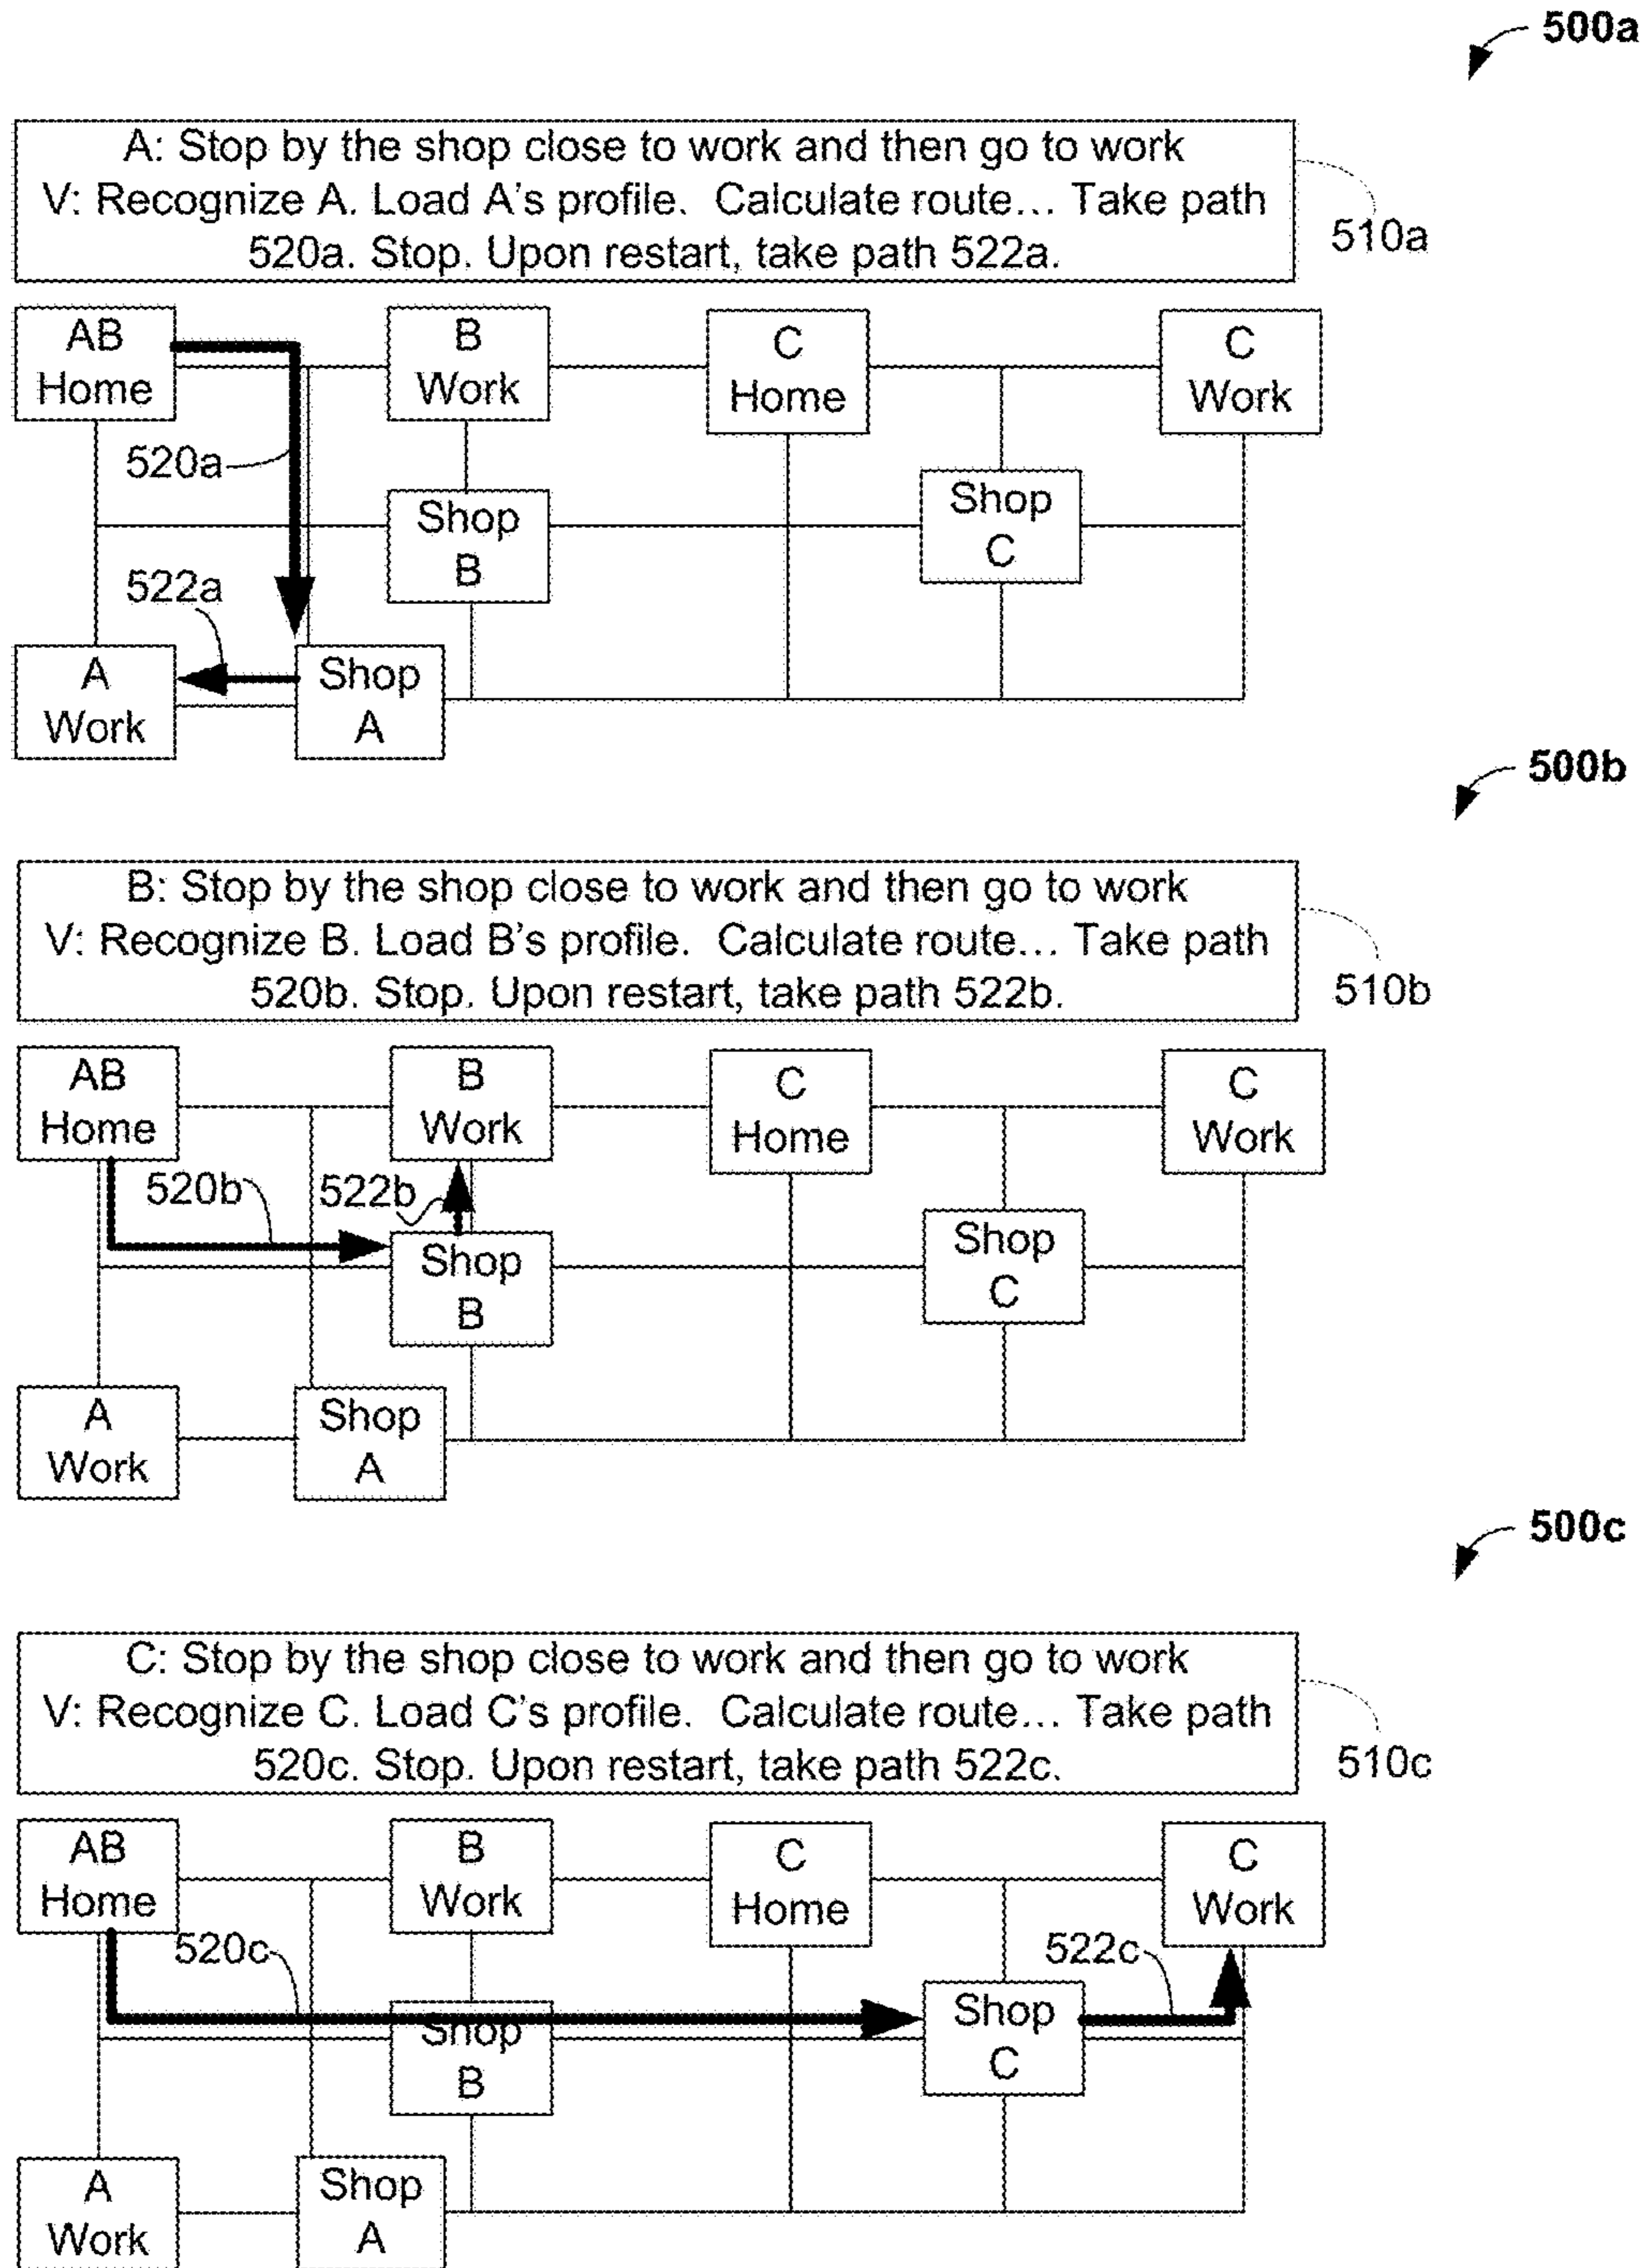 500a
A: Stop by the shop close to work and then go to work
V: Recognize A. Load A's profile. Calculate route... Take path
520a. Stop. Upon restart, take path 522a.
510a
AB
Home
B
Work
C
Home
C
Work
520a
Shop
B
Shop
C
522a
A
Work
Shop
A
500b
B: Stop by the shop close to work and then go to work
V: Recognize B. Load B's profile. Calculate route... Take path
520b. Stop. Upon restart, take path 522b.
510b
AB
Home
B
Work
C
Home
C
Work
520b
522b
Shop
B
Shop
C
A
Work
Shop
A
500c
C: Stop by the shop close to work and then go to work
V: Recognize C. Load C's profile. Calculate route... Take path
520c. Stop. Upon restart, take path 522c.
510c
AB
Home
B
Work
C
Home
C
Work
520c
522c
Shop
B
Shop
C
A
Work
Shop
A